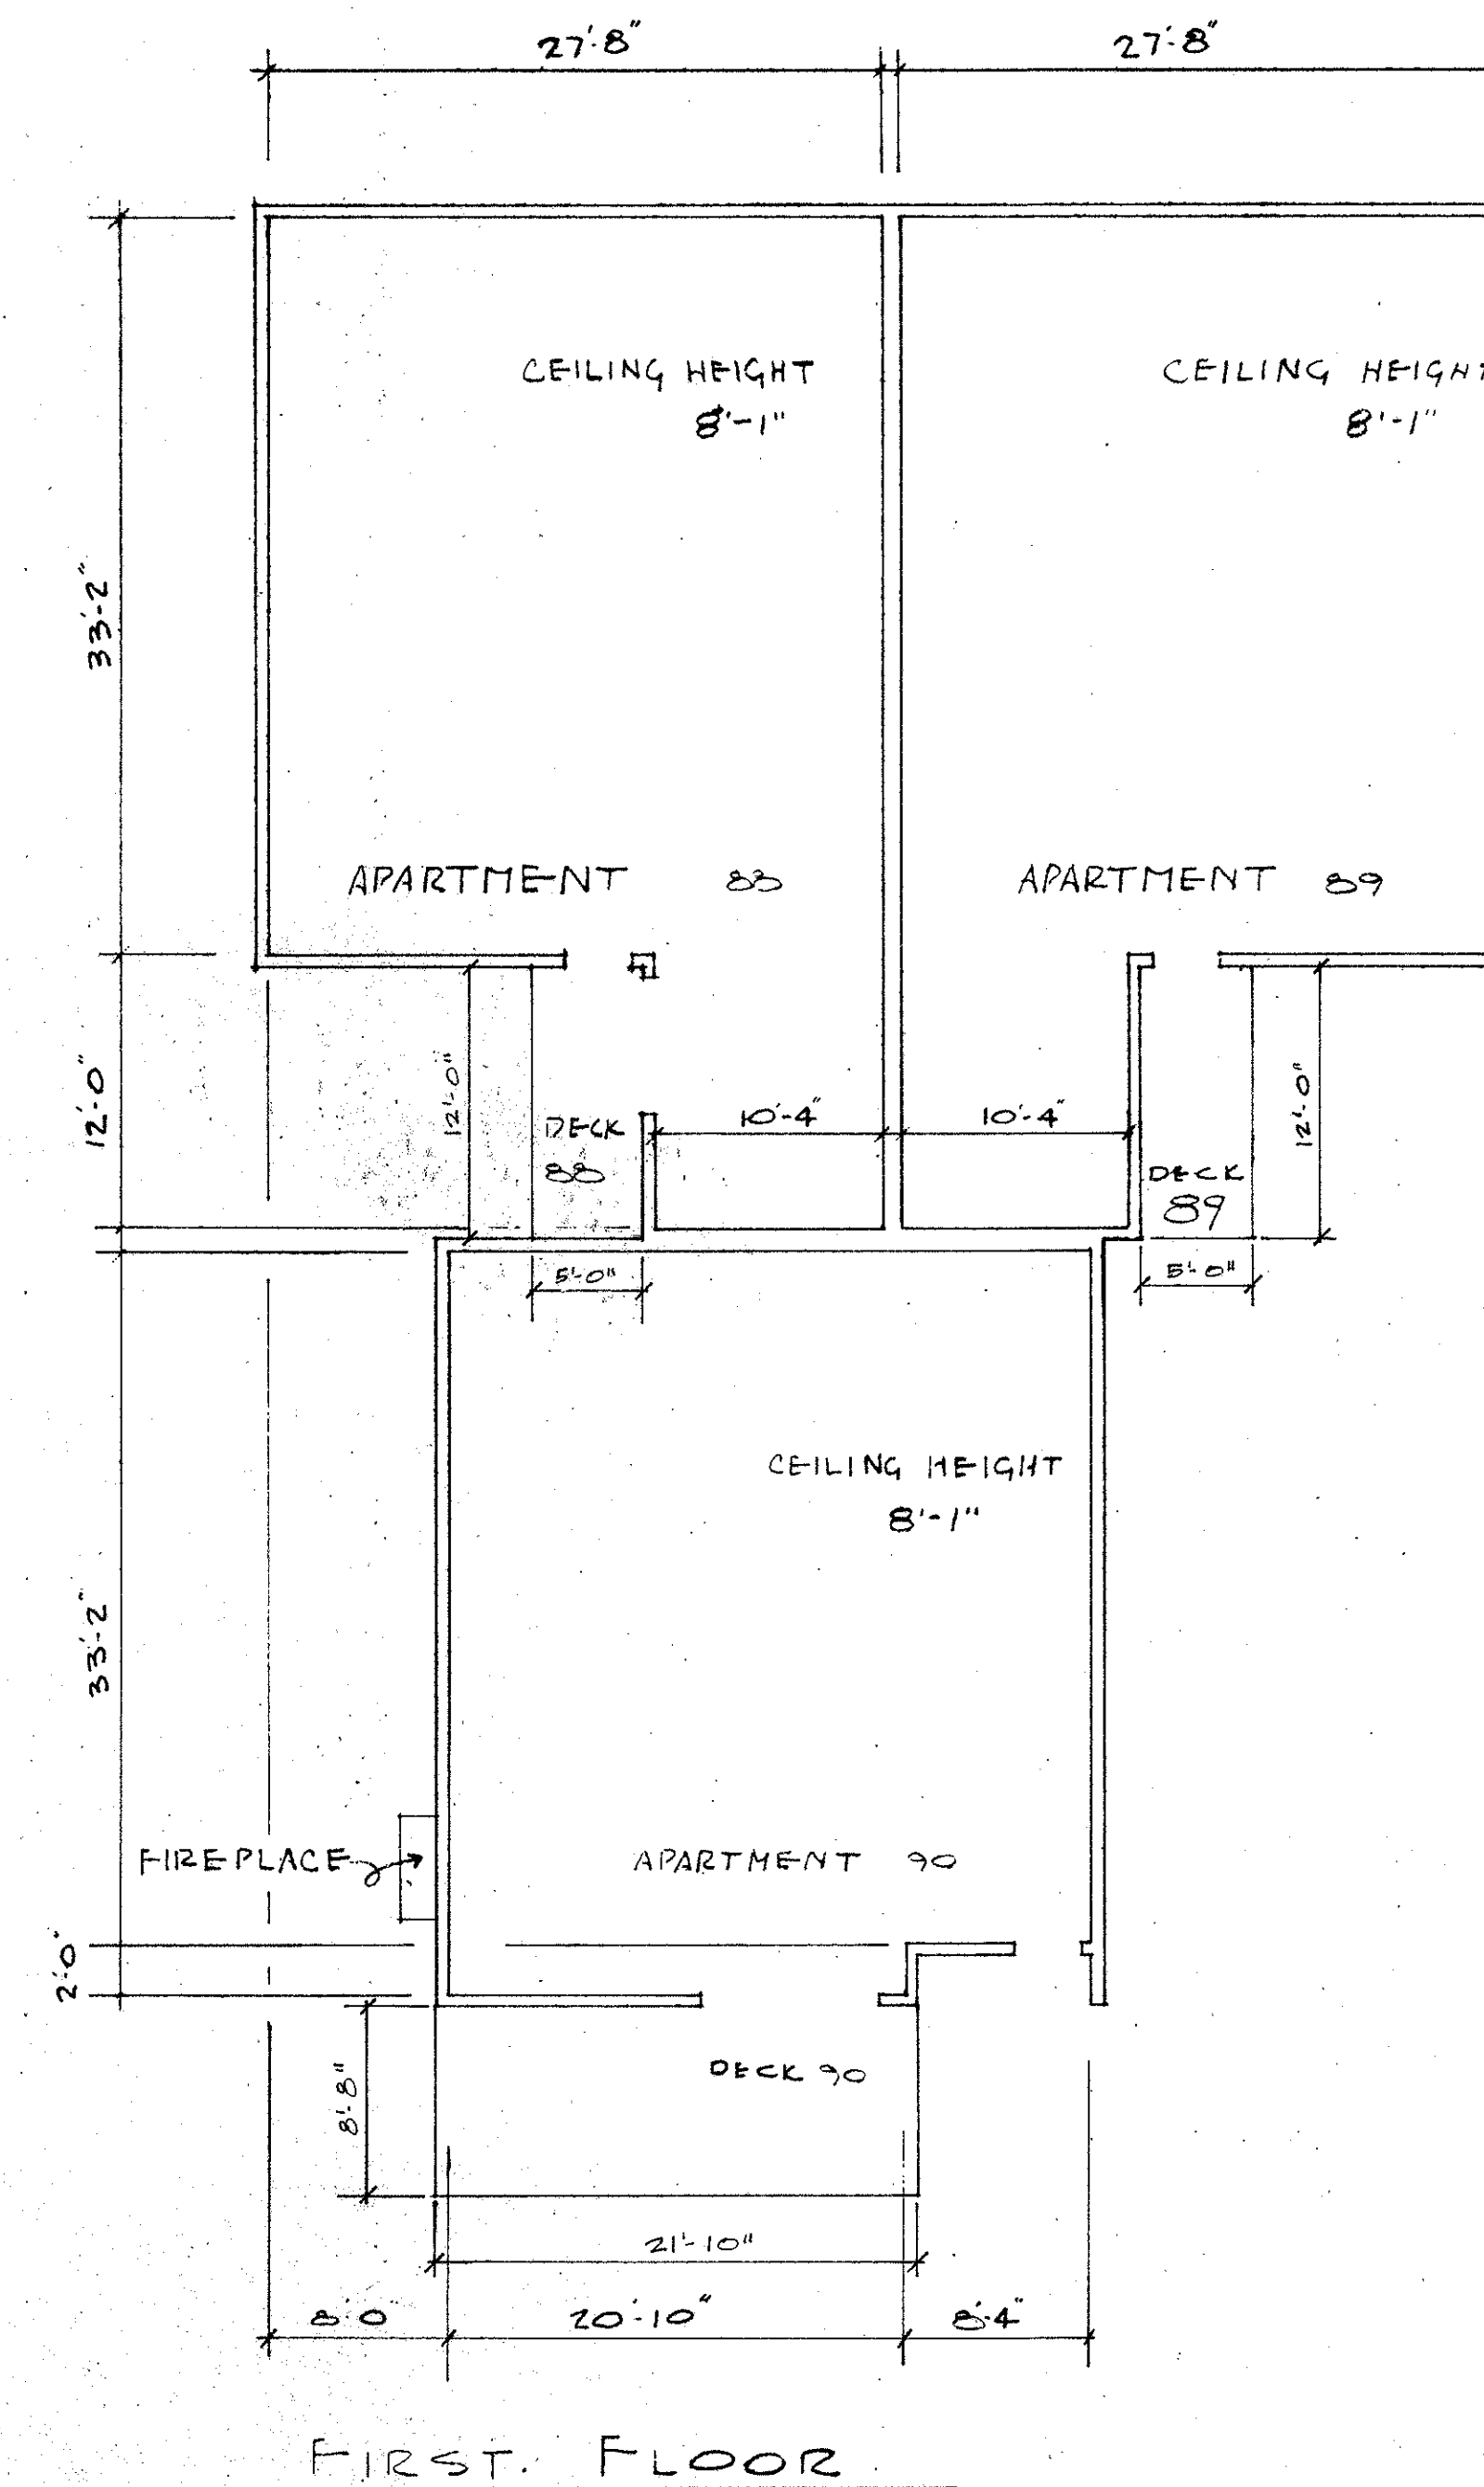 27'-8" 27'-8"
CEILING HEIGHT
8'-1"
CEILING HEIGHT
8'-1"
33'-2"
APARTMENT 88
APARTMENT 89
12'-0"
12'-0"
DECK
88
10'-4" 10'-4"
DECK
89
12'-0"
5'-0"
5'-0"
CEILING HEIGHT
8'-1"
33'-2"
FIREPLACE
APARTMENT 90
2'-0"
8'-8"
DECK 90
21'-10"
8'-0 20'-10" 8'-4"
FIRST. FLOOR